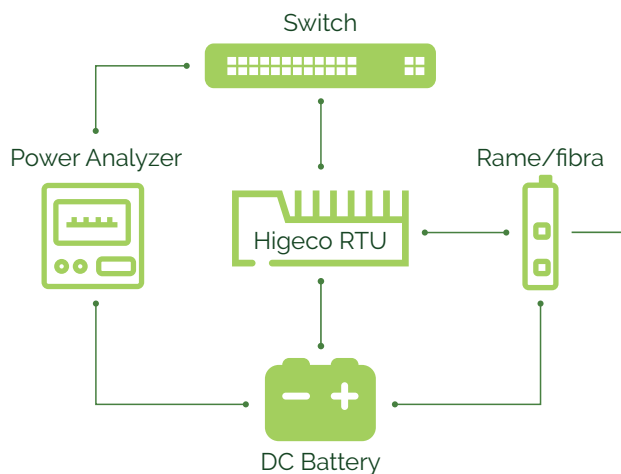 Switch
Power Analyzer
Rame/fibra
Higeco RTU
DC Battery